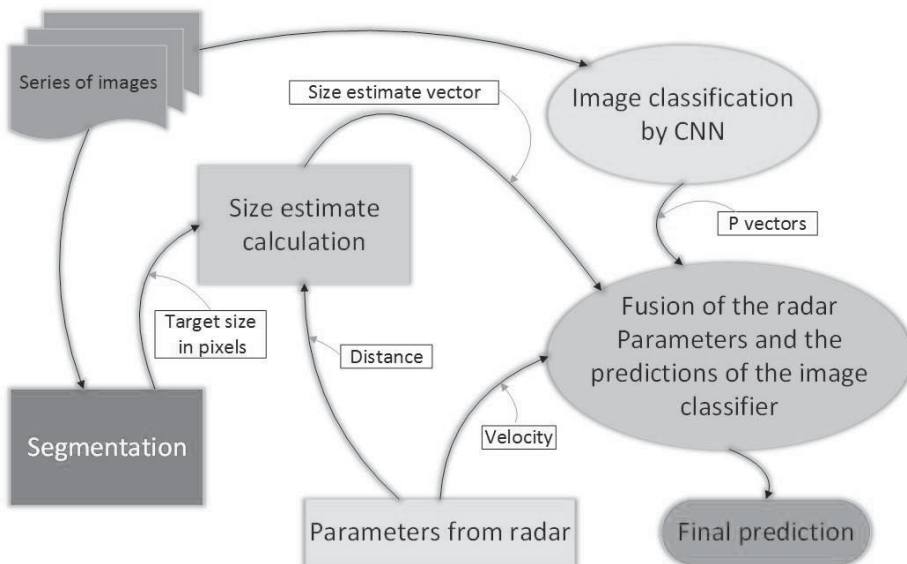 Series of images
Size estimate vector
Image classification
by CNN
Size estimate
calculation
P vectors
Target size
in pixels
Distance
Fusion of the radar
Parameters and the
predictions of the image
classifier
Velocity
Segmentation
Parameters from radar
Final prediction